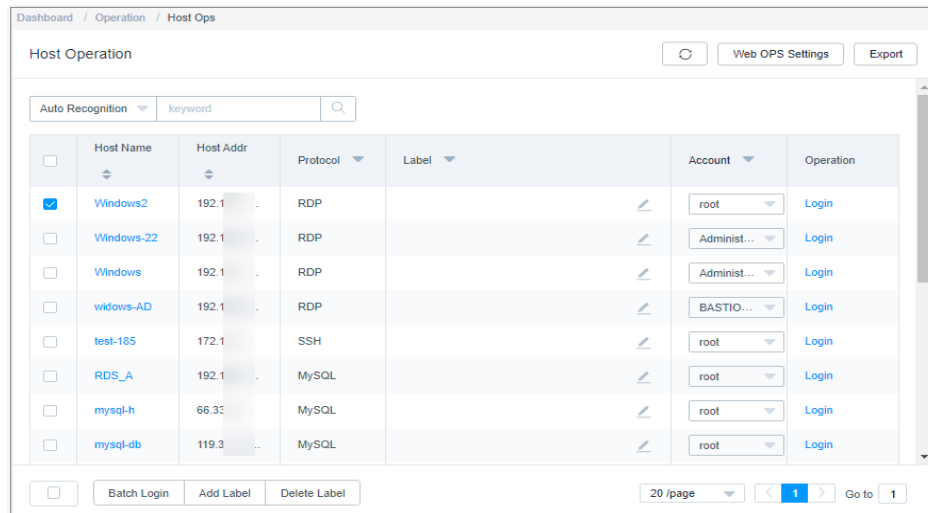 Dashboard / Operation / Host Ops
Host Operation Web OPS Settings Export
Auto Recognition keyword
Host Name Host Addr Protocol Label Account Operation
Windows2 192.1 RDP root Login
Windows-22 192.1 RDP Administ... Login
Windows 192.1 RDP Administ... Login
widows-AD 192.1 RDP BASTIO... Login
test-185 172.1 SSH root Login
RDS_A 192.1 MySQL root Login
mysql-h 66.33 MySQL root Login
mysql-db 119.3 MySQL root Login
Batch Login Add Label Delete Label 20 /page 1 Go to 1